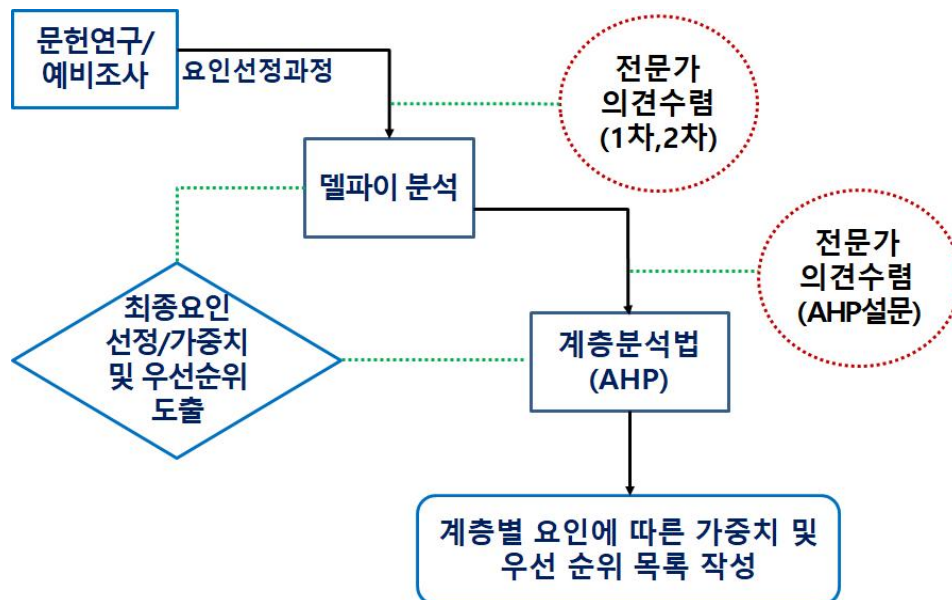 문헌연구/
예비조사
요인선정과정
전문가
의견수렴
(1차,2차)
델파이 분석
전문가
의견수렴
(AHP설문)
최종요인
선정/가중치
및 우선순위
도출
계층분석법
(AHP)
계층별 요인에 따른 가중치 및
우선 순위 목록 작성